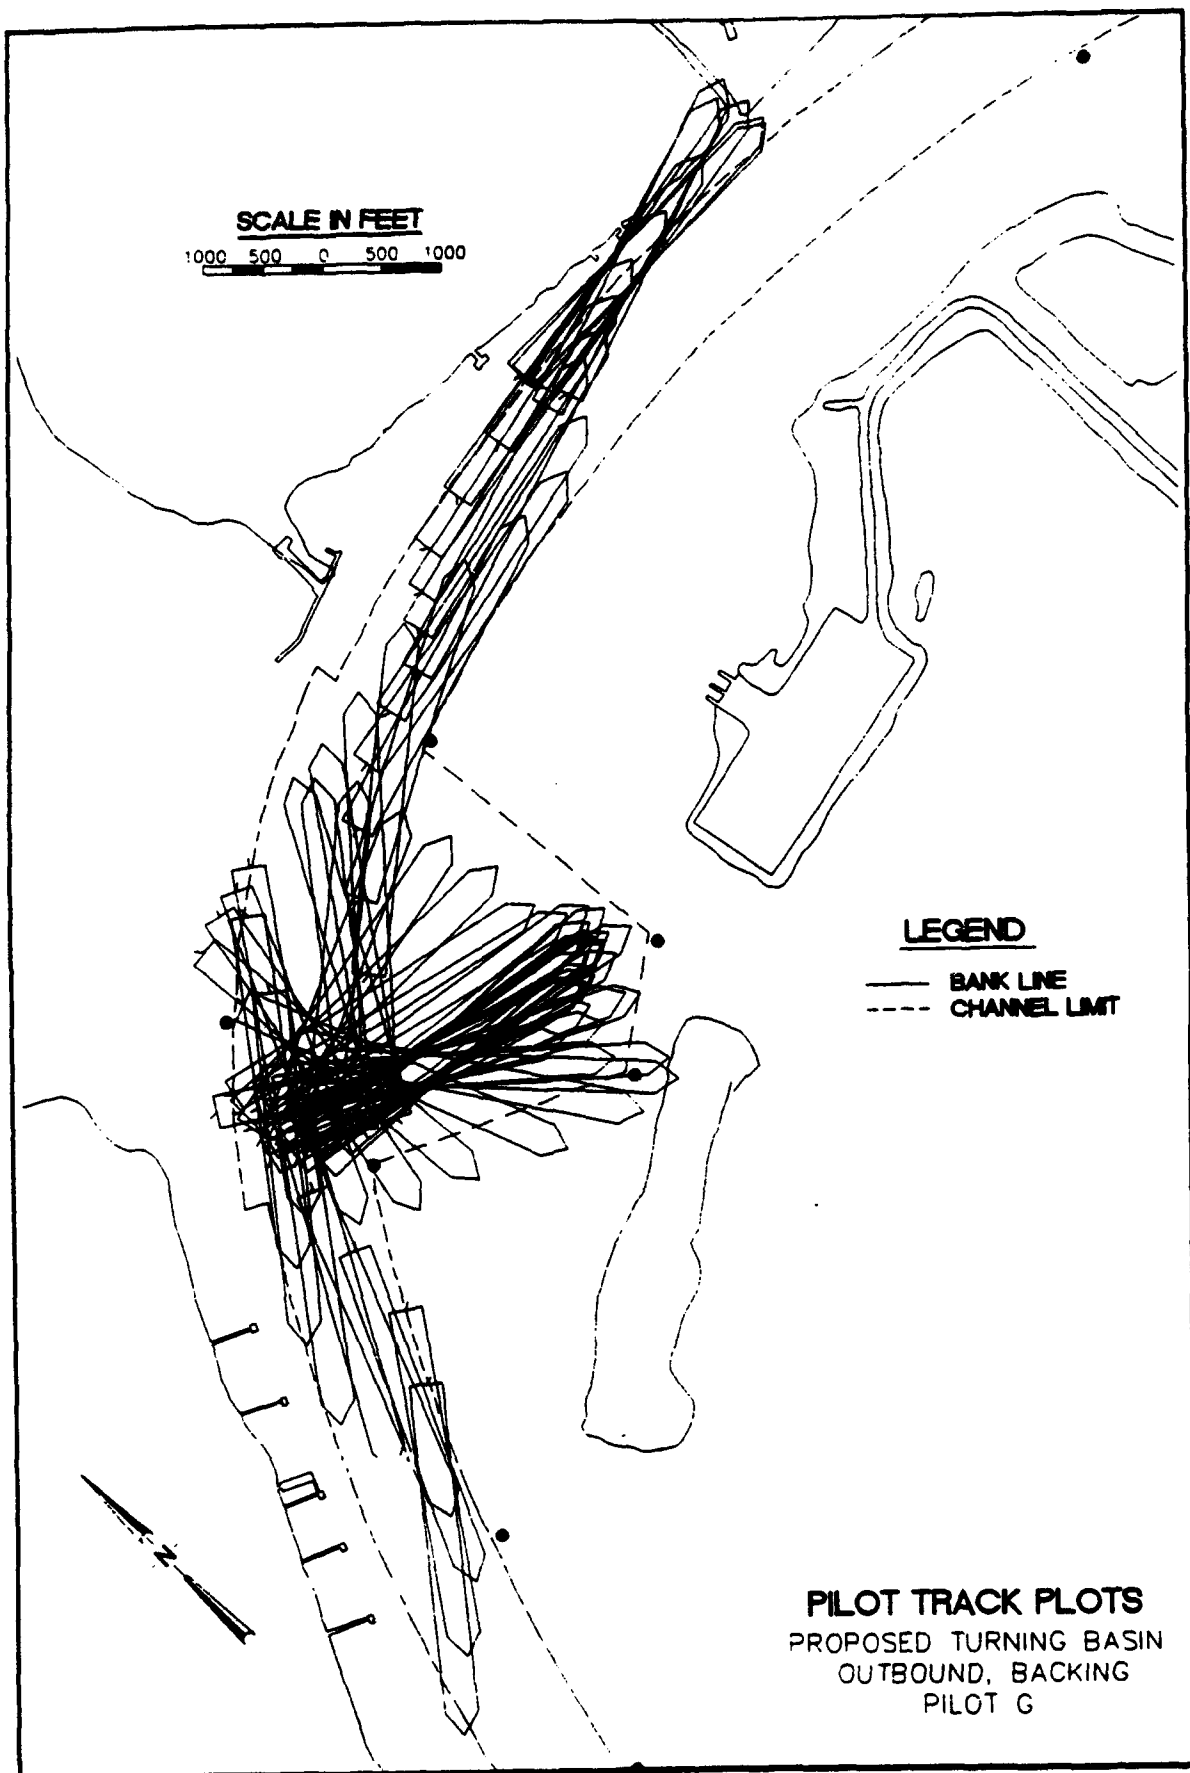 SCALE IN FEET
1000 500 0 500 1000
LEGEND
BANK LINE
CHANNEL LIMIT
N
PILOT TRACK PLOTS
PROPOSED TURNING BASIN
OUTBOUND, BACKING
PILOT G